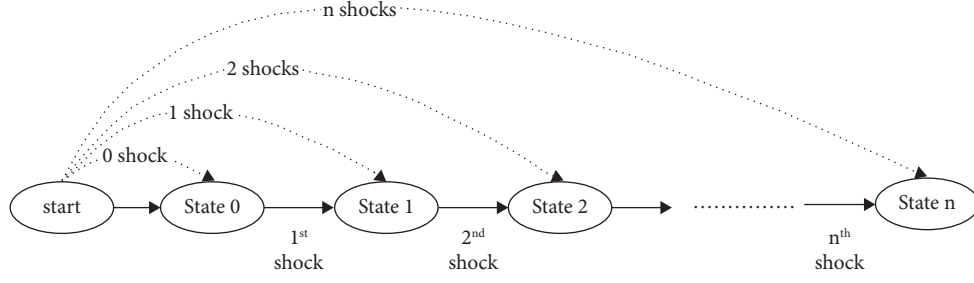 n shocks
2 shocks
1 shock
0 shock
start
State 0
State 1
State 2
State n
1st
shock
2nd
shock
nth
shock